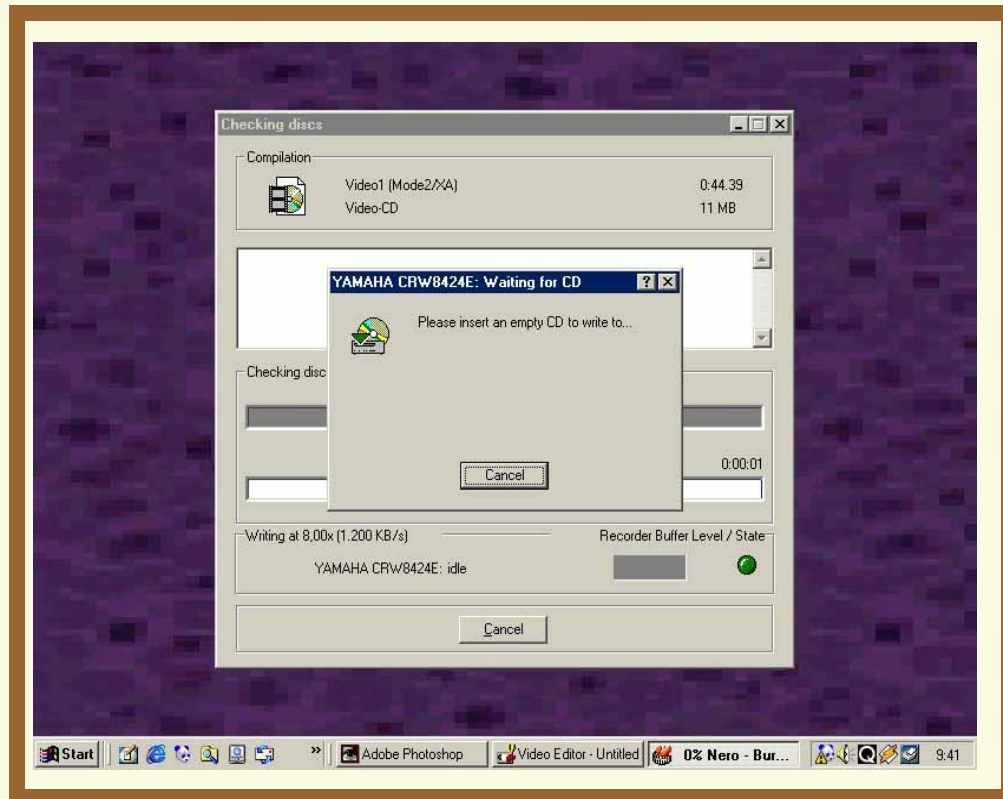 Checking discs
Compilation
Video1 (Mode2/XA) 0:44.39
Video-CD 11 MB
YAMAHA CRW8424E: Waiting for CD
Please insert an empty CD to write to...
Cancel
Checking disc
0:00:01
Writing at 8,00x (1.200 KB/s) Recorder Buffer Level / State
YAMAHA CRW8424E: idle
Cancel
Start » Adobe Photoshop Video Editor - Untitled 0% Nero - Bur... 9:41